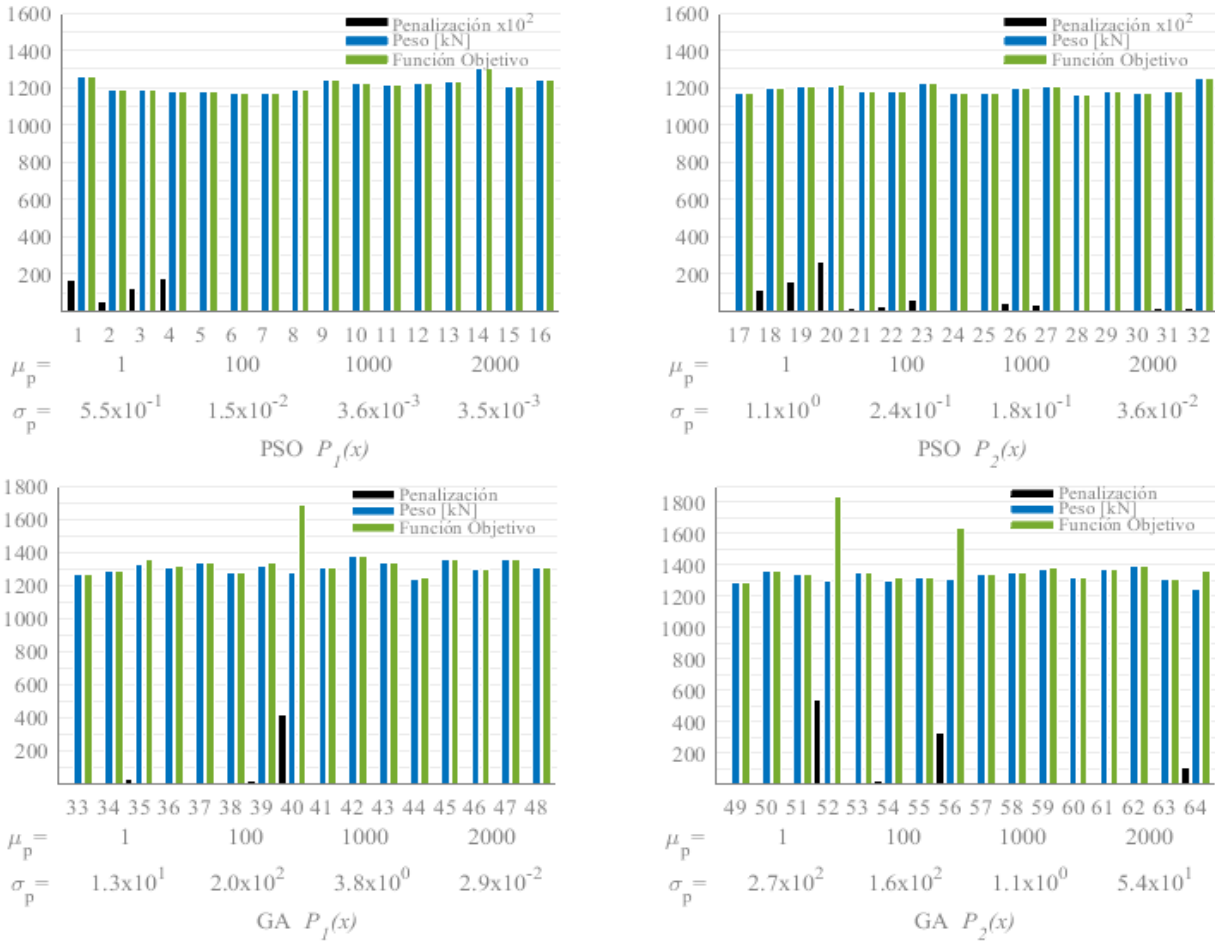 1600
1400
1200
1000
800
600
400
200
Penalización x10²
Peso [kN]
Función Objetivo
1 2 3 4 5 6 7 8 9 10 11 12 13 14 15 16
μp= 1 100 1000 2000
σp= 5.5x10⁻¹ 1.5x10⁻² 3.6x10⁻³ 3.5x10⁻³
PSO P₁(x)
1600
1400
1200
1000
800
600
400
200
Penalización x10²
Peso [kN]
Función Objetivo
17 18 19 20 21 22 23 24 25 26 27 28 29 30 31 32
μp= 1 100 1000 2000
σp= 1.1x10⁰ 2.4x10⁻¹ 1.8x10⁻¹ 3.6x10⁻²
PSO P₂(x)
1800
1600
1400
1200
1000
800
600
400
200
Penalización
Peso [kN]
Función Objetivo
33 34 35 36 37 38 39 40 41 42 43 44 45 46 47 48
μp= 1 100 1000 2000
σp= 1.3x10¹ 2.0x10² 3.8x10⁰ 2.9x10⁻²
GA P₁(x)
1800
1600
1400
1200
1000
800
600
400
200
Penalización
Peso [kN]
Función Objetivo
49 50 51 52 53 54 55 56 57 58 59 60 61 62 63 64
μp= 1 100 1000 2000
σp= 2.7x10² 1.6x10² 1.1x10⁰ 5.4x10¹
GA P₂(x)